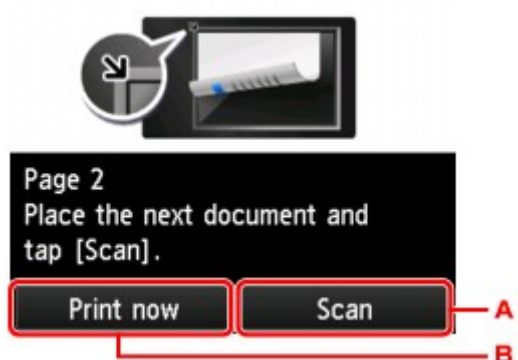 Page 2
Place the next document and
tap [Scan].
Print now Scan A
B